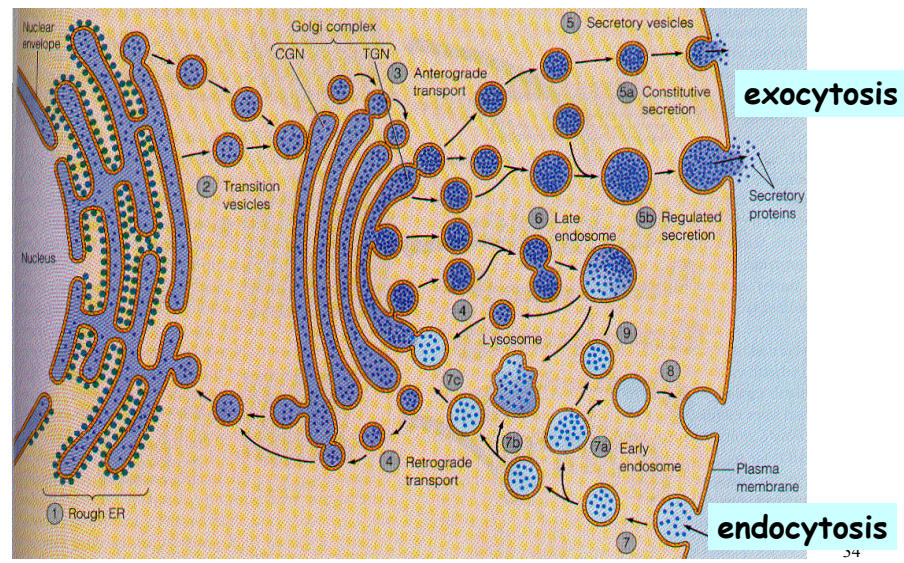 Nuclear
envelope
Golgi complex
CGN
TGN
5 Secretory vesicles
3 Anterograde
transport
5a Constitutive
secretion
exocytosis
2 Transition
vesicles
Secretory
proteins
6 Late
endosome
5b Regulated
secretion
Nucleus
4
Lysosome
9
8
7c
7b
7a Early
endosome
4 Retrograde
transport
Plasma
membrane
1 Rough ER
7
endocytosis
34